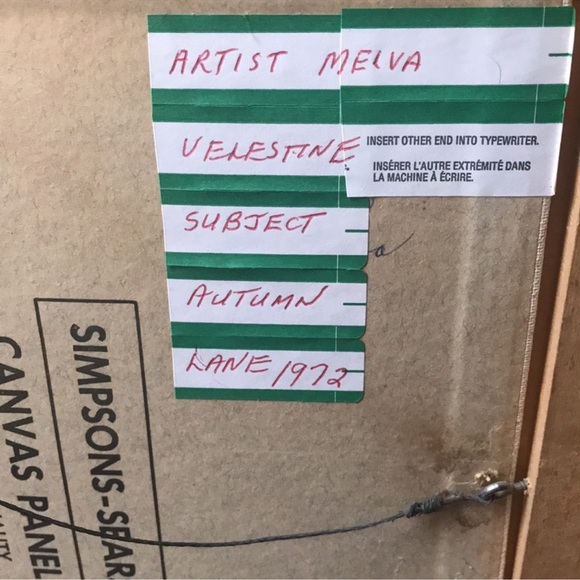 ARTIST MELVA
VELESTINE
INSERT OTHER END INTO TYPEWRITER.
INSÉRER L'AUTRE EXTRÉMITÉ DANS
LA MACHINE À ÉCRIRE.
SUBJECT
AUTUMN
LANE 1972
SIMPSONS-SEAR
CANVAS PANEL